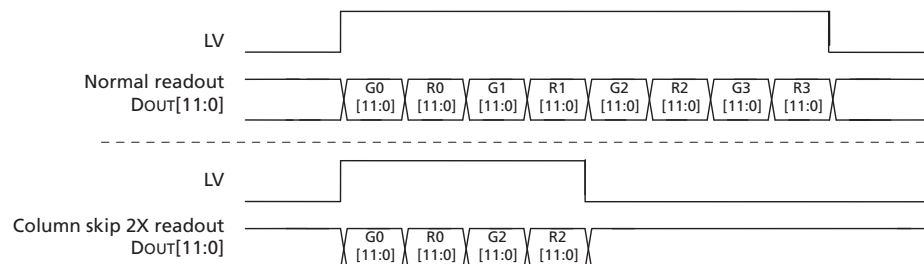 LV
Normal readout
DOUT[11:0]
G0 R0 G1 R1 G2 R2 G3 R3
[11:0] [11:0] [11:0] [11:0] [11:0] [11:0] [11:0] [11:0]
LV
Column skip 2X readout
DOUT[11:0]
G0 R0 G2 R2
[11:0] [11:0] [11:0] [11:0]